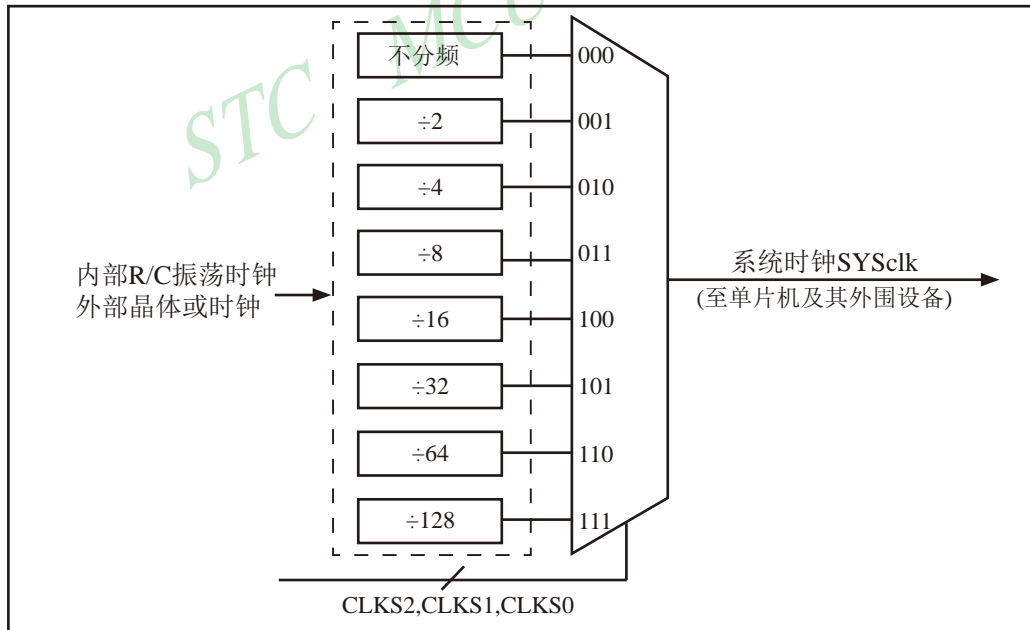 STC MCU
不分频
000
÷2
001
÷4
010
÷8
011
÷16
100
÷32
101
÷64
110
÷128
111
内部R/C振荡时钟
外部晶体或时钟
系统时钟SYSclk
(至单片机及其外围设备)
CLKS2,CLKS1,CLKS0